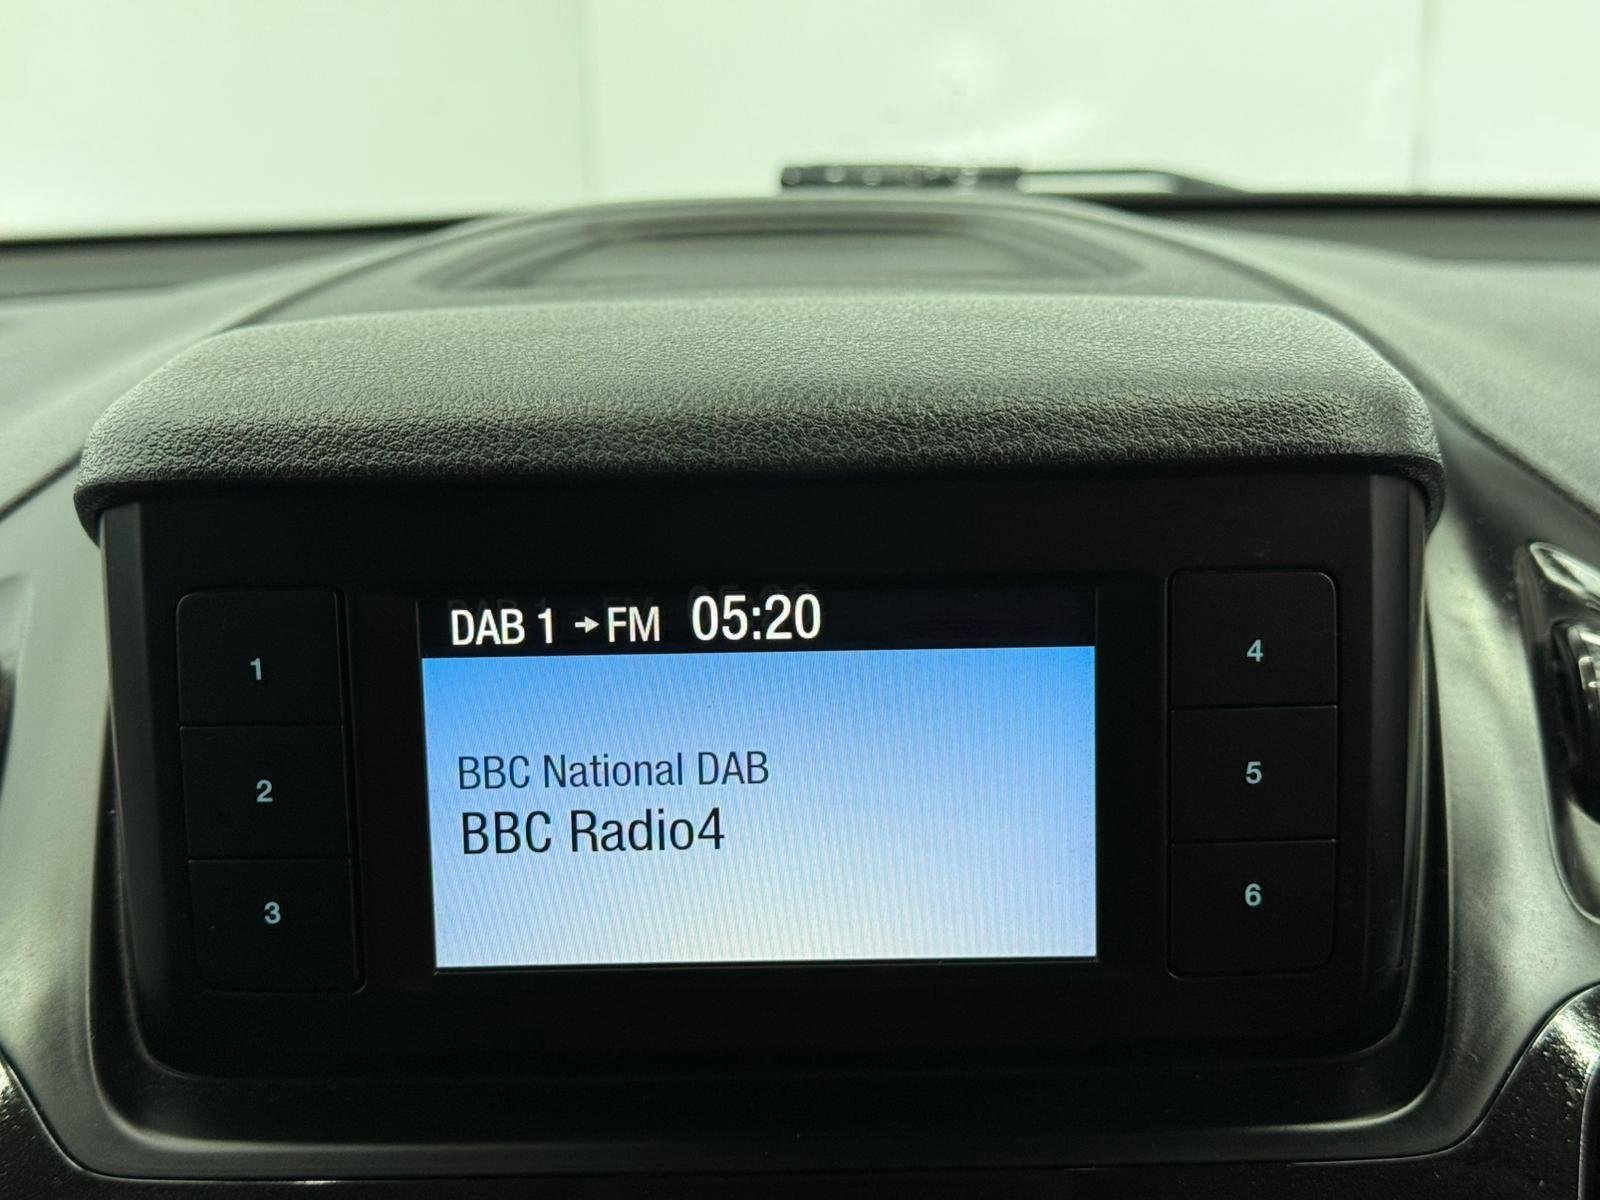 DAB 1 → FM 05:20
1
4
2
BBC National DAB
5
BBC Radio4
3
6